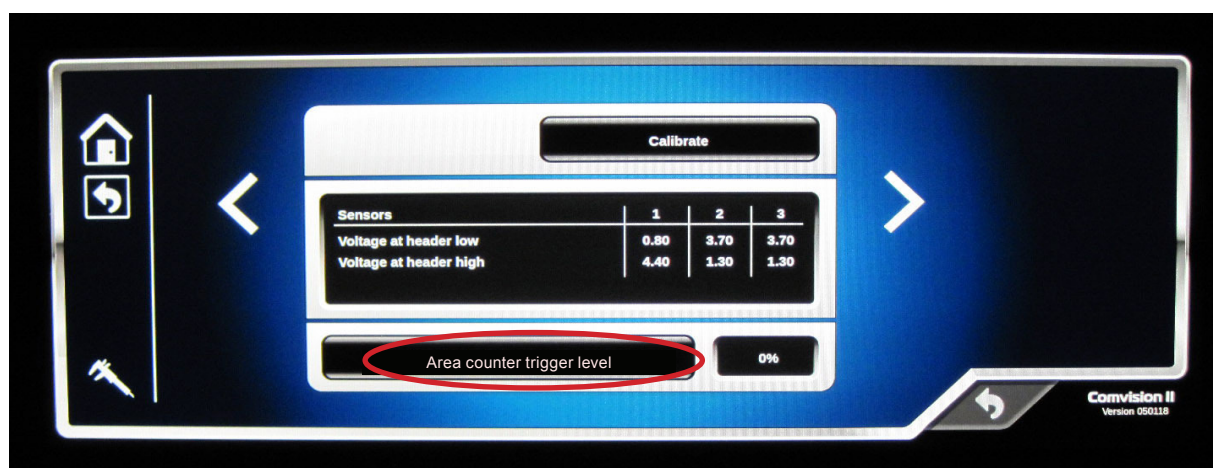 Calibrate
Sensors 1 2 3
Voltage at header low 0.80 3.70 3.70
Voltage at header high 4.40 1.30 1.30
Area counter trigger level 0%
Comvision II
Version 050118